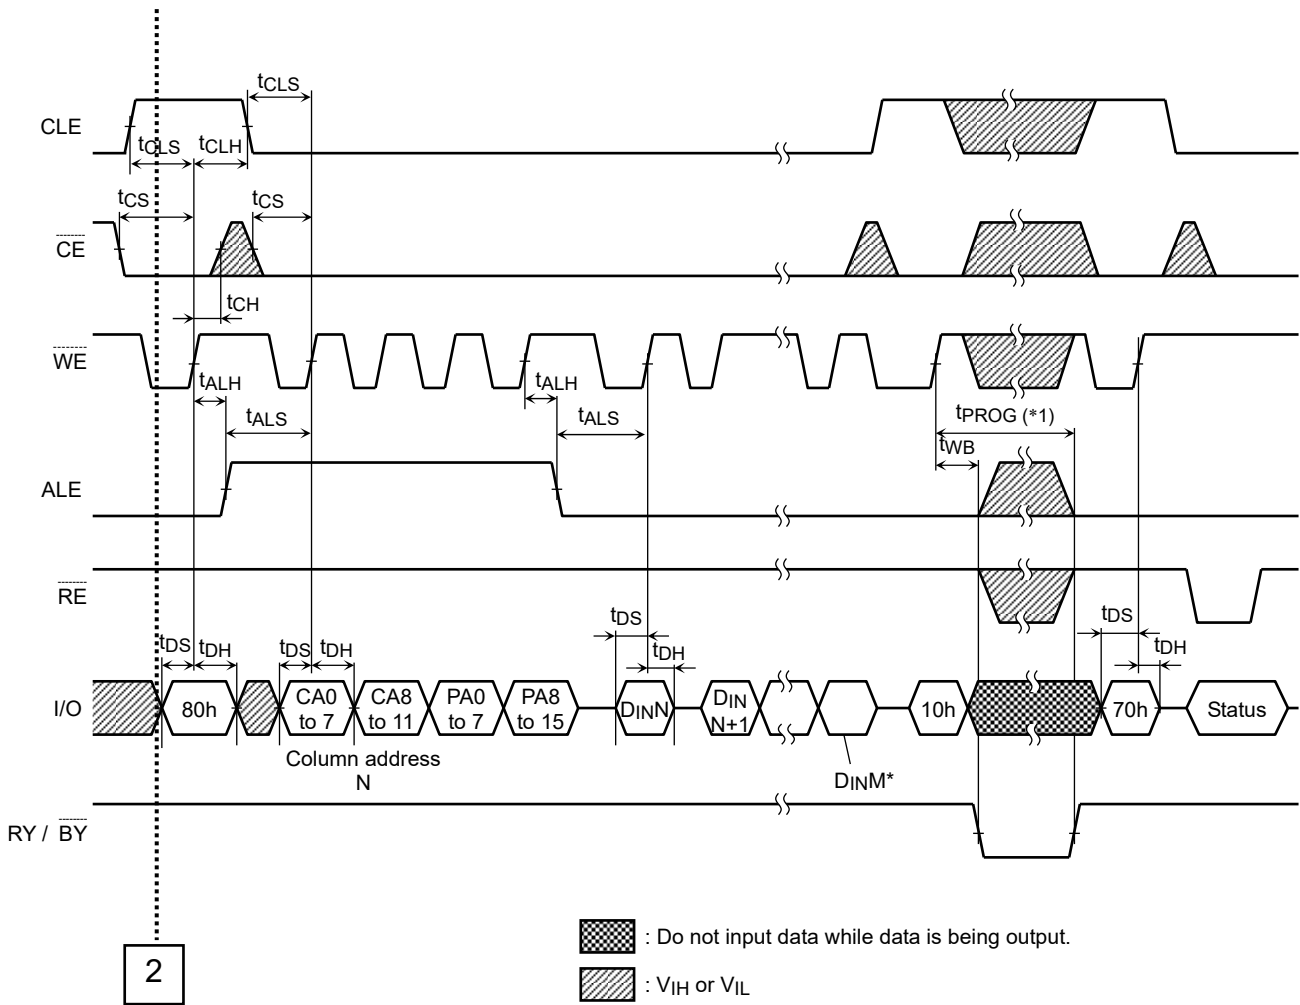 tCLS
CLE
tCLS tCLH
tCS tCS
CE
tCH
WE
tALH tALH
tALS tALS tPROG (*1)
tWB
ALE
RE
tDS tDH tDS tDH tDS tDH tDS tDH
I/O 80h CA0 to 7 CA8 to 11 PA0 to 7 PA8 to 15 DINN DIN N+1 10h 70h Status
Column address
N
DINM*
RY / BY
2
: Do not input data while data is being output.
: VIH or VIL